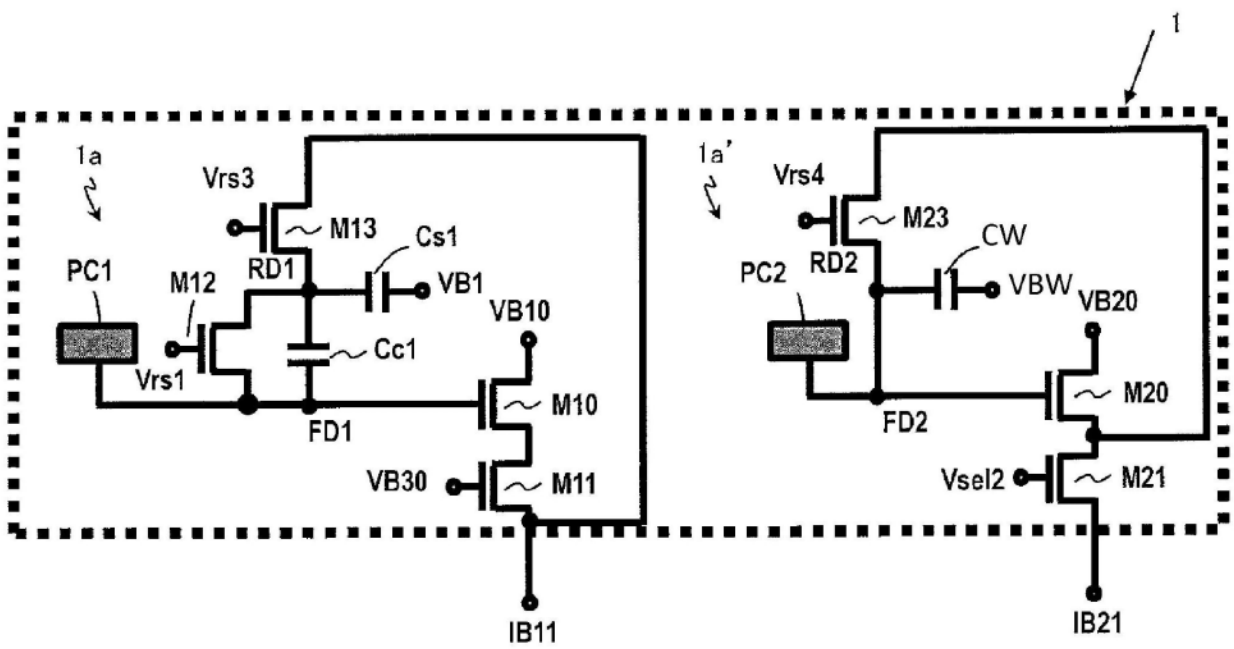 1
1a
1a'
Vrs3
M13
Cs1
RD1
VB1
PC1
M12
VB10
Cc1
Vrs1
M10
FD1
VB30
M11
IB11
Vrs4
M23
CW
RD2
VBW
PC2
VB20
M20
FD2
Vsel2
M21
IB21